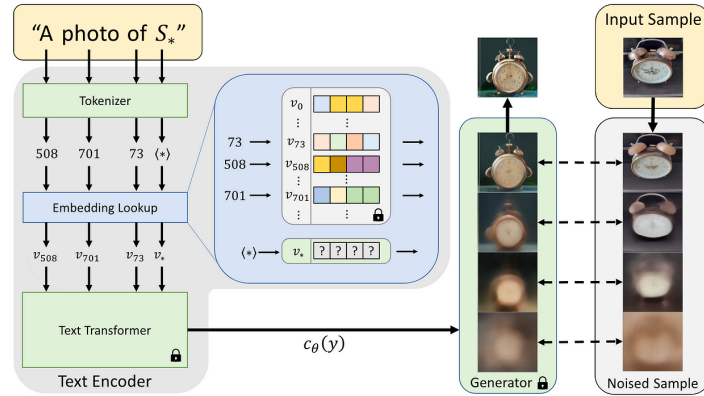 “A photo of S*”
Tokenizer
508 701 73 ⟨*⟩
Embedding Lookup
v508 v701 v73 v*
Text Transformer
Text Encoder
v0
⋮ ⋮
73 v73
508 v508
⋮ ⋮
701 v701
⋮ ⋮
⟨*⟩ v* ? ? ? ?
cθ(y)
Generator
Input Sample
Noised Sample